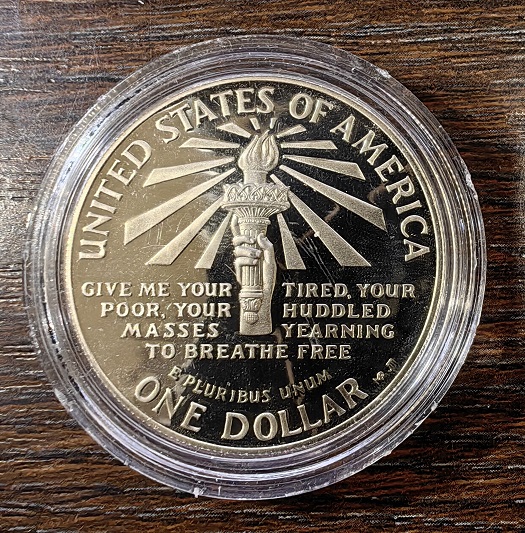 UNITED STATES OF AMERICA
GIVE ME YOUR TIRED, YOUR
POOR, YOUR HUDDLED
MASSES YEARNING
TO BREATHE FREE
E PLURIBUS UNUM
ONE DOLLAR